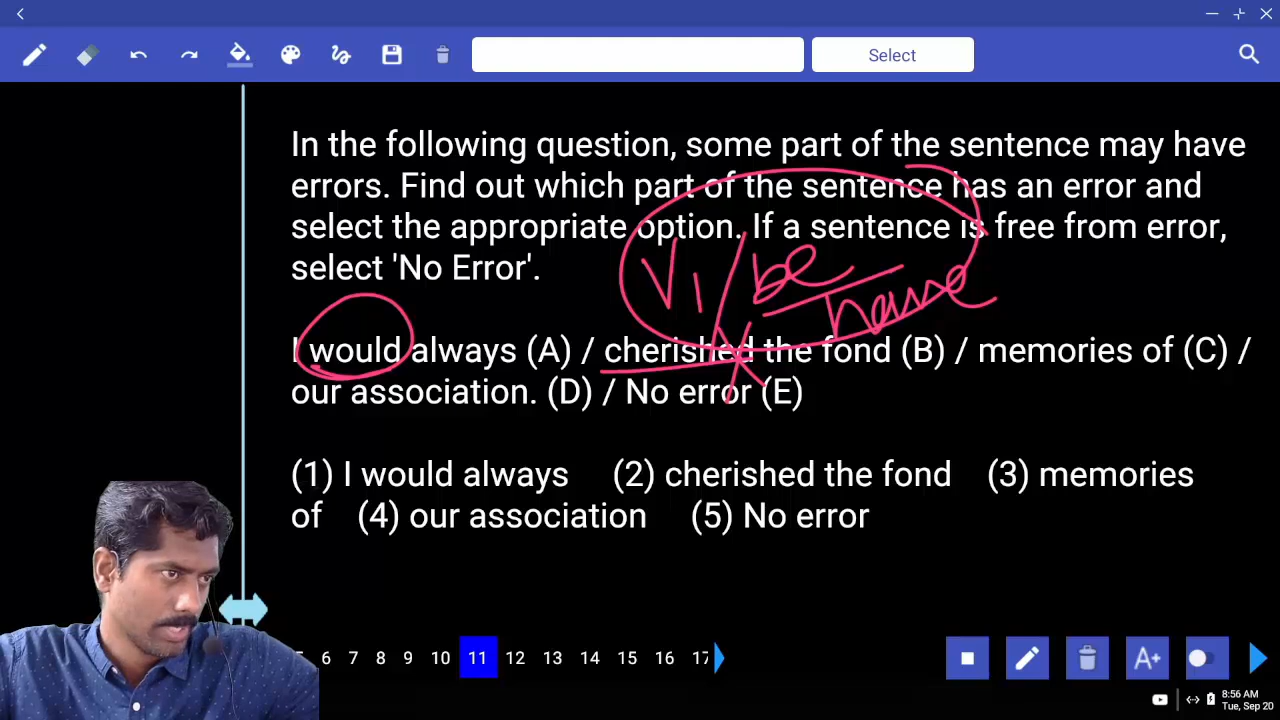 Select
In the following question, some part of the sentence may have
errors. Find out which part of the sentence has an error and
select the appropriate option. If a sentence is free from error,
select 'No Error'.
V1 / be
have
I would always (A) / cherished the fond (B) / memories of (C) /
our association. (D) / No error (E)
(1) I would always (2) cherished the fond (3) memories
of (4) our association (5) No error
6 7 8 9 10 11 12 13 14 15 16 17
A+
8:56 AM
Tue, Sep 20